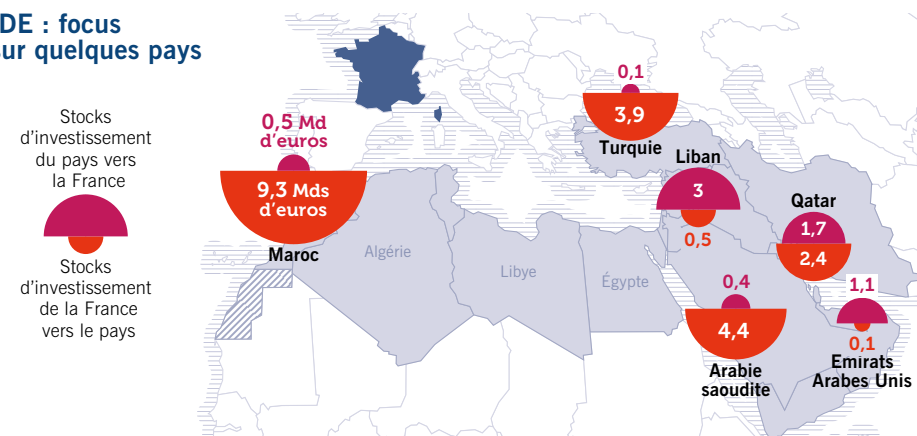 DE : focus
sur quelques pays
Stocks
d'investissement
du pays vers
la France
Stocks
d'investissement
de la France
vers le pays
0,5 Md
d'euros
9,3 Mds
d'euros
Maroc
Algérie
Libye
Égypte
0,1
3,9
Turquie
Liban
3
0,5
Qatar
1,7
2,4
0,4
4,4
Arabie
saoudite
1,1
0,1
Emirats
Arabes Unis